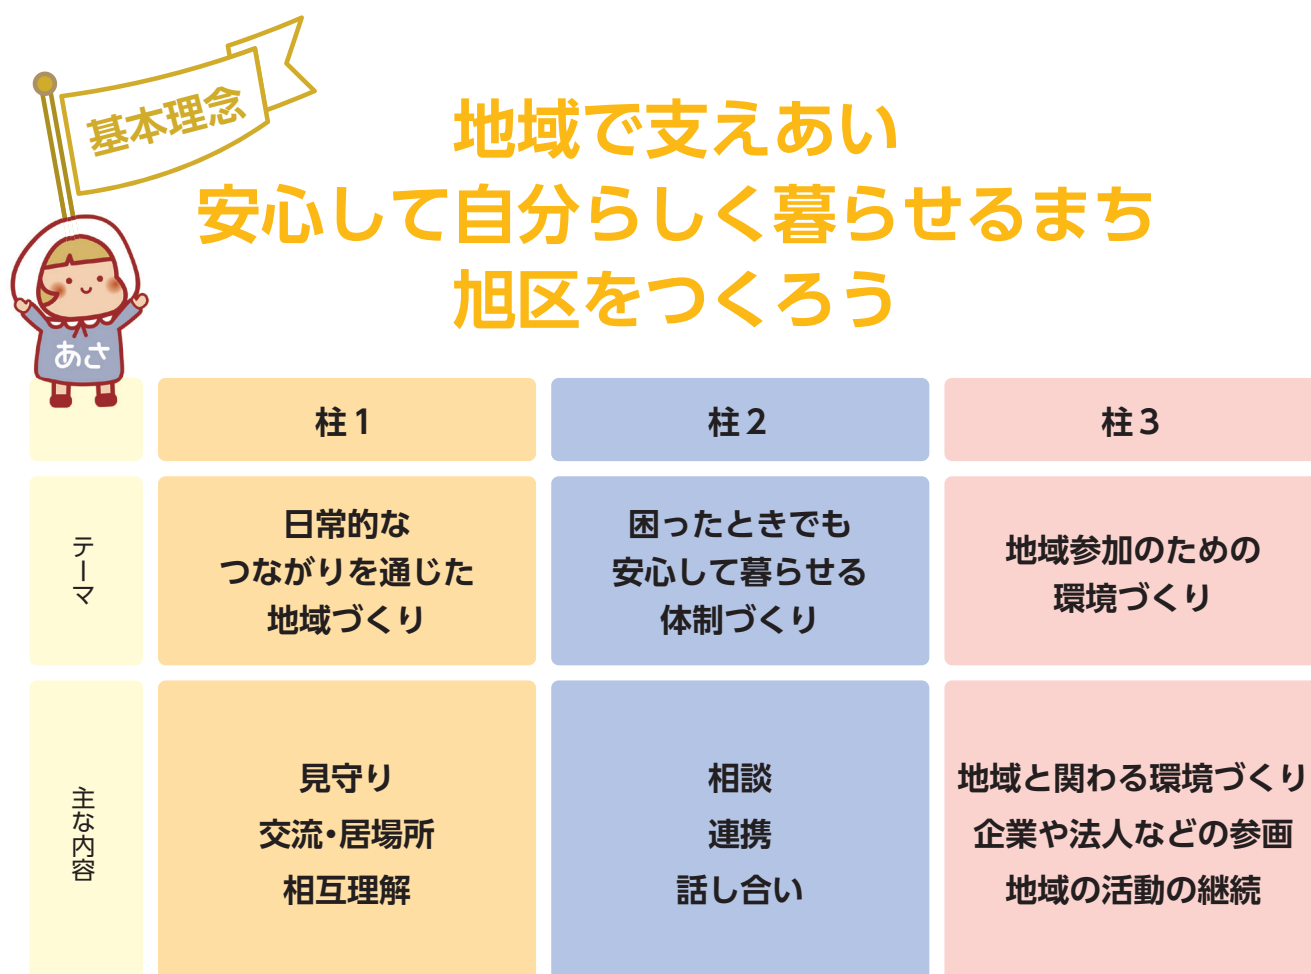 基本理念
地域で支えあい
安心して自分らしく暮らせるまち
旭区をつくろう
あさ
柱1
柱2
柱3
テーマ
日常的な
つながりを通じた
地域づくり
困ったときでも
安心して暮らせる
体制づくり
地域参加のための
環境づくり
主な内容
見守り
交流・居場所
相互理解
相談
連携
話し合い
地域と関わる環境づくり
企業や法人などの参画
地域の活動の継続